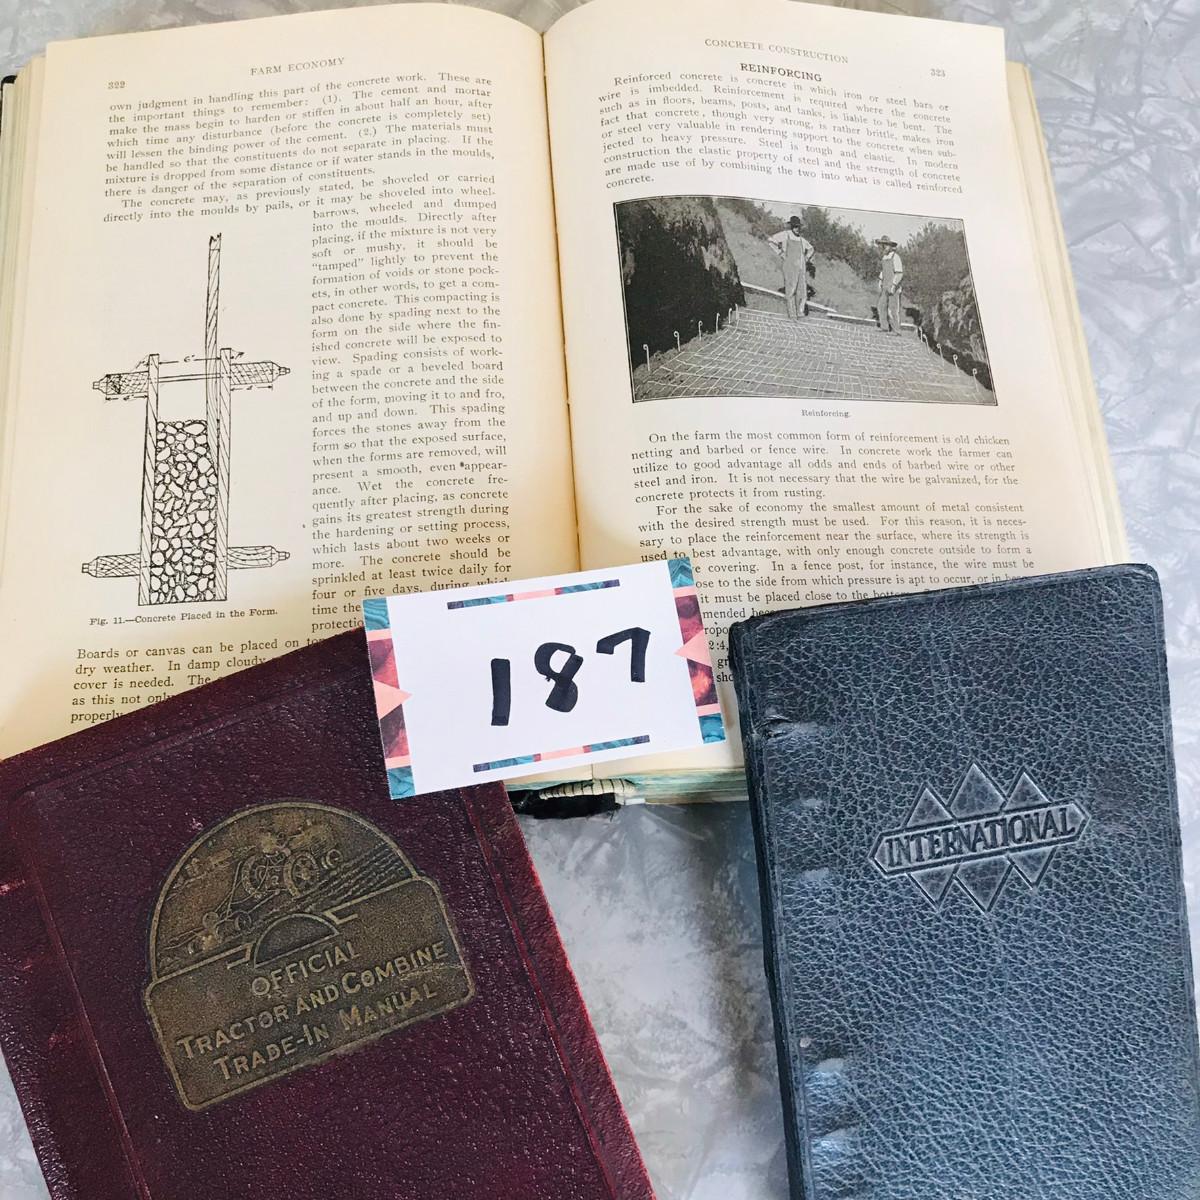 322
FARM ECONOMY
own judgment in handling this part of the concrete work. These are
the important things to remember: (1). The cement and mortar
make the mass begin to harden or stiffen in about half an hour, after
which time any disturbance (before the concrete is completely set)
will lessen the binding power of the cement. (2.) The materials must
be handled so that the constituents do not separate in placing. If the
mixture is dropped from some distance or if water stands in the moulds,
there is danger of the separation of constituents.
The concrete may, as previously stated, be shoveled or carried
directly into the moulds by pails, or it may be shoveled into wheel-
barrows, wheeled and dumped
into the moulds. Directly after
placing, if the mixture is not very
soft or mushy, it should be
"tamped" lightly to prevent the
formation of voids or stone pock-
ets, in other words, to get a com-
pact concrete. This compacting is
also done by spading next to the
form on the side where the fin-
ished concrete will be exposed to
view. Spading consists of work-
ing a spade or a beveled board
between the concrete and the side
of the form, moving it to and fro,
and up and down. This spading
forces the stones away from the
form so that the exposed surface,
when the forms are removed, will
present a smooth, even appear-
ance. Wet the concrete fre-
quently after placing, as concrete
gains its greatest strength during
the hardening or setting process,
which lasts about two weeks or
more. The concrete should be
sprinkled at least twice daily for
four or five days, during which
time the
protectio
6"
Fig. 11.—Concrete Placed in the Form.
Boards or canvas can be placed on top
dry weather. In damp cloudy
cover is needed. The
as this not only
properly
CONCRETE CONSTRUCTION
323
REINFORCING
Reinforced concrete is concrete in which iron or steel bars or
wire is imbedded. Reinforcement is required where the concrete
such as in floors, beams, posts, and tanks, is liable to be bent. The
fact that concrete, though very strong, is rather brittle, makes iron
or steel very valuable in rendering support to the concrete when sub-
jected to heavy pressure. Steel is tough and elastic. In modern
construction the elastic property of steel and the strength of concrete
are made use of by combining the two into what is called reinforced
concrete.
Reinforcing.
On the farm the most common form of reinforcement is old chicken
netting and barbed or fence wire. In concrete work the farmer can
utilize to good advantage all odds and ends of barbed wire or other
steel and iron. It is not necessary that the wire be galvanized, for the
concrete protects it from rusting.
For the sake of economy the smallest amount of metal consistent
with the desired strength must be used. For this reason, it is neces-
sary to place the reinforcement near the surface, where its strength is
used to best advantage, with only enough concrete outside to form a
e covering. In a fence post, for instance, the wire must be
ose to the side from which pressure is apt to occur, or in
it must be placed close to the
mended
ropo
2:4,
gr
sho
187
OFFICIAL
TRACTOR AND COMBINE
TRADE-IN MANUAL
INTERNATIONAL